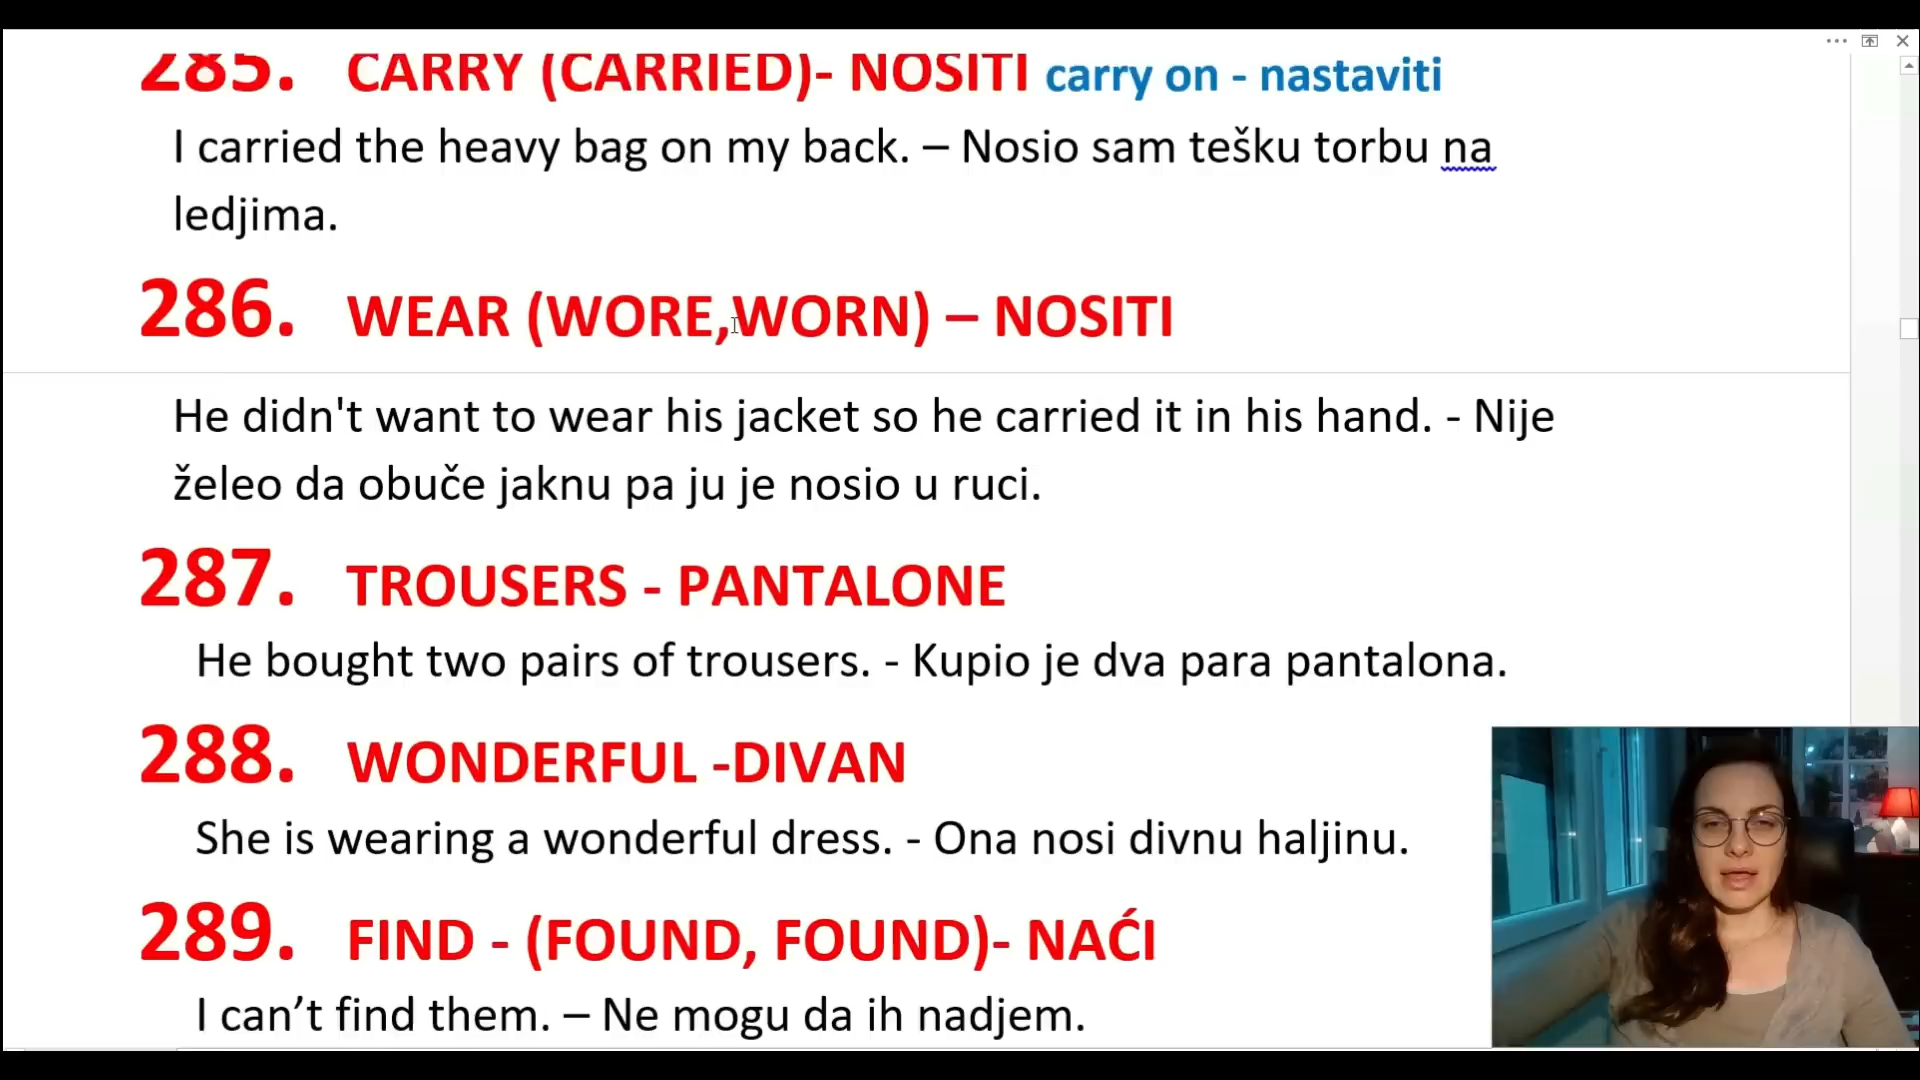 285. CARRY (CARRIED)- NOSITI carry on - nastaviti
I carried the heavy bag on my back. – Nosio sam tešku torbu na
ledjima.
286. WEAR (WORE,WORN) – NOSITI
He didn't want to wear his jacket so he carried it in his hand. - Nije
želeo da obuče jaknu pa ju je nosio u ruci.
287. TROUSERS - PANTALONE
He bought two pairs of trousers. - Kupio je dva para pantalona.
288. WONDERFUL -DIVAN
She is wearing a wonderful dress. - Ona nosi divnu haljinu.
289. FIND - (FOUND, FOUND)- NAĆI
I can’t find them. – Ne mogu da ih nadjem.